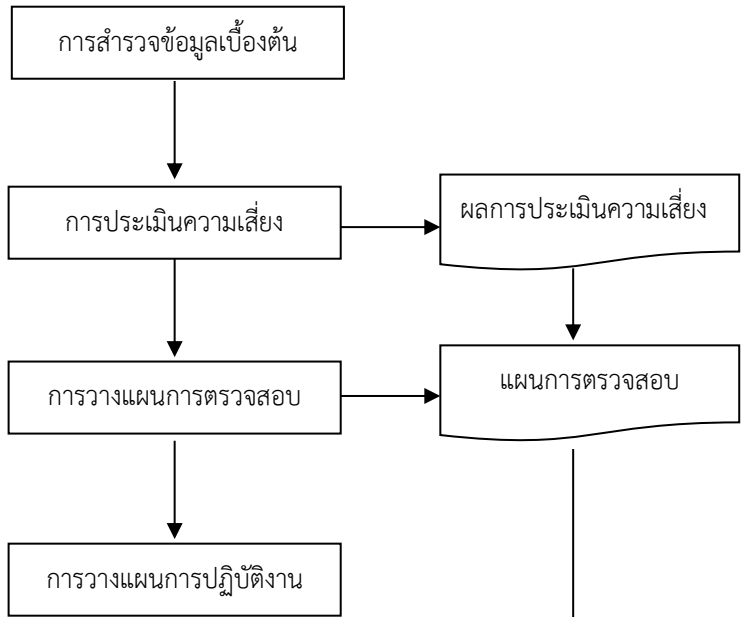 การสำรวจข้อมูลเบื้องต้น
การประเมินความเสี่ยง
ผลการประเมินความเสี่ยง
การวางแผนการตรวจสอบ
แผนการตรวจสอบ
การวางแผนการปฏิบัติงาน